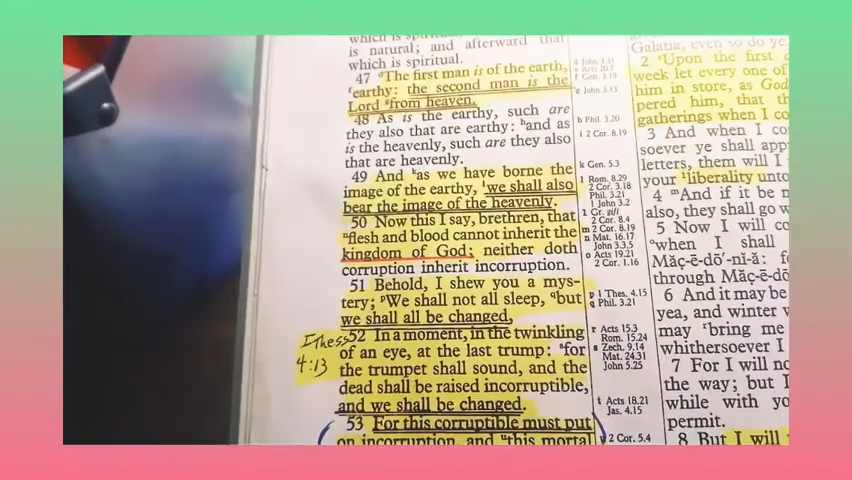 which is
is natural; and afterward that
which is spiritual.
47 The first man is of the earth,
earthy: the second man is the
Lord from heaven.
48 As is the earthy, such are
they also that are earthy: and as
is the heavenly, such are they also
that are heavenly.
49 And as we have borne the
image of the earthy, we shall also
bear the image of the heavenly.
50 Now this I say, brethren, that
flesh and blood cannot inherit the
kingdom of God; neither doth
corruption inherit incorruption.
51 Behold, I shew you a mys-
tery; We shall not all sleep, but
we shall all be changed,
52 In a moment, in the twinkling
of an eye, at the last trump: for
the trumpet shall sound, and the
dead shall be raised incorruptible,
and we shall be changed.
53 For this corruptible must put
on incorruption, and this mortal
I Thess
4:13
d John 3.31
f Gen. 3.19
g John 3.13
h Phil. 3.20
i 2 Cor. 8.19
k Gen. 5.3
l Rom. 8.29
2 Cor. 3.18
Phil. 3.21
1 John 3.2
1 Gr. gift
2 Cor. 8.4
m 2 Cor. 8.19
n Mat. 16.17
John 3.3,5
o Acts 19.21
2 Cor. 1.16
p 1 Thes. 4.15
q Phil. 3.21
r Acts 15.3
Rom. 15.24
s Zech. 9.14
Mat. 24.31
John 5.25
t Acts 18.21
Jas. 4.15
2 Cor. 5.4
Galatia, even so do ye
2 Upon the first
week let every one of
him in store, as God
pered him, that
gatherings when I
3 And when I
soever ye shall
letters, them will I
your liberality unto
4 And if it be
also, they shall go
5 Now I will
when I shall
Măç-ē-dō'-nĭ-ă:
through Măç-ē-dō
6 And it may be
yea, and winter
may bring me
whithersoever I
7 For I will
the way; but I
while with
permit.
8 But I will